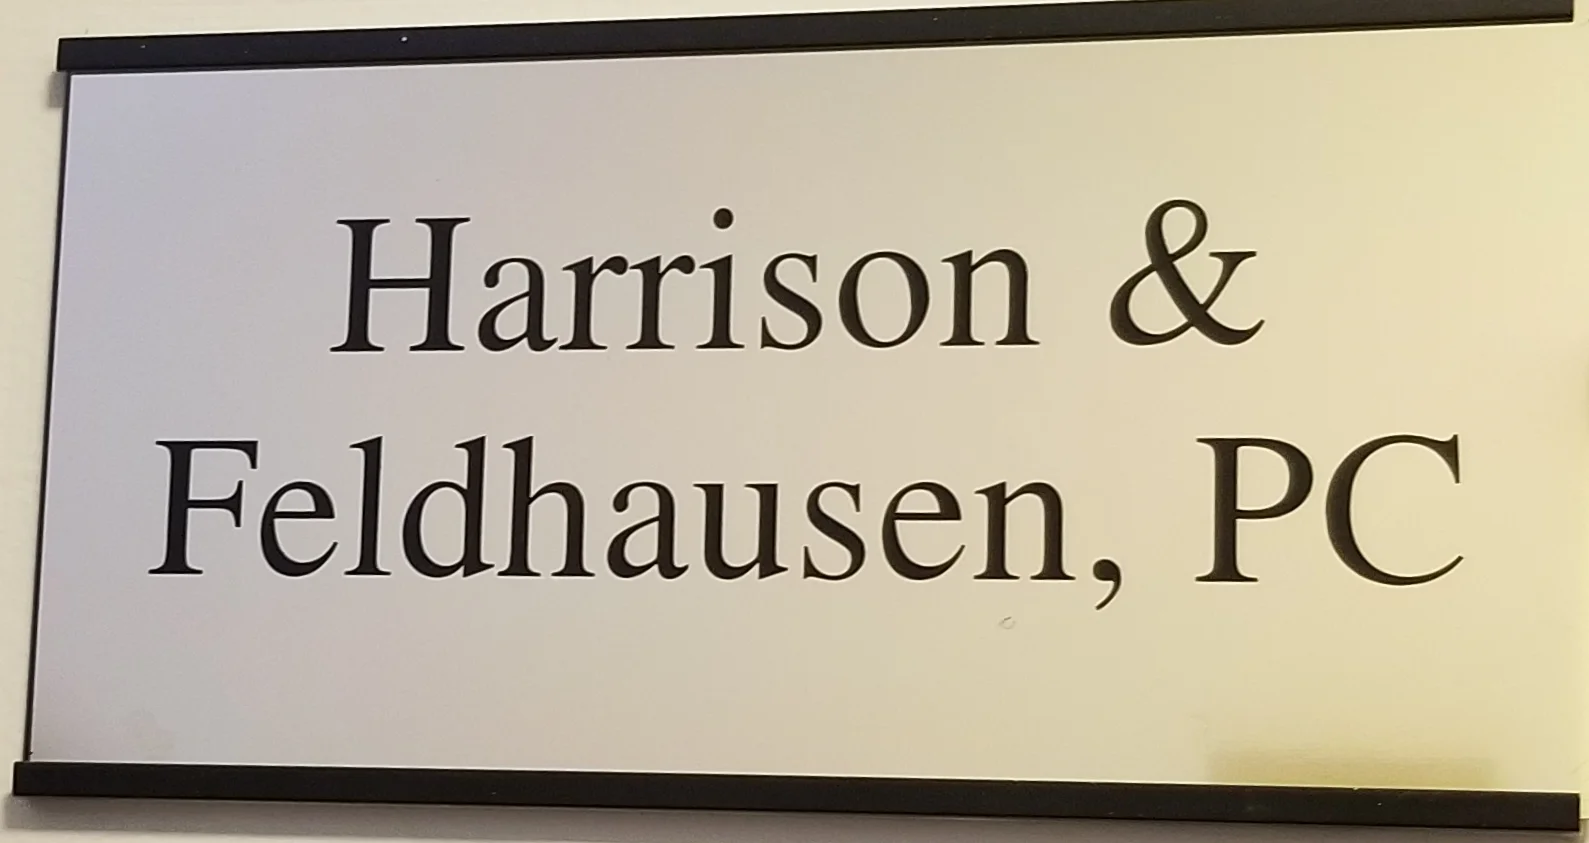 Harrison &
Feldhausen, PC